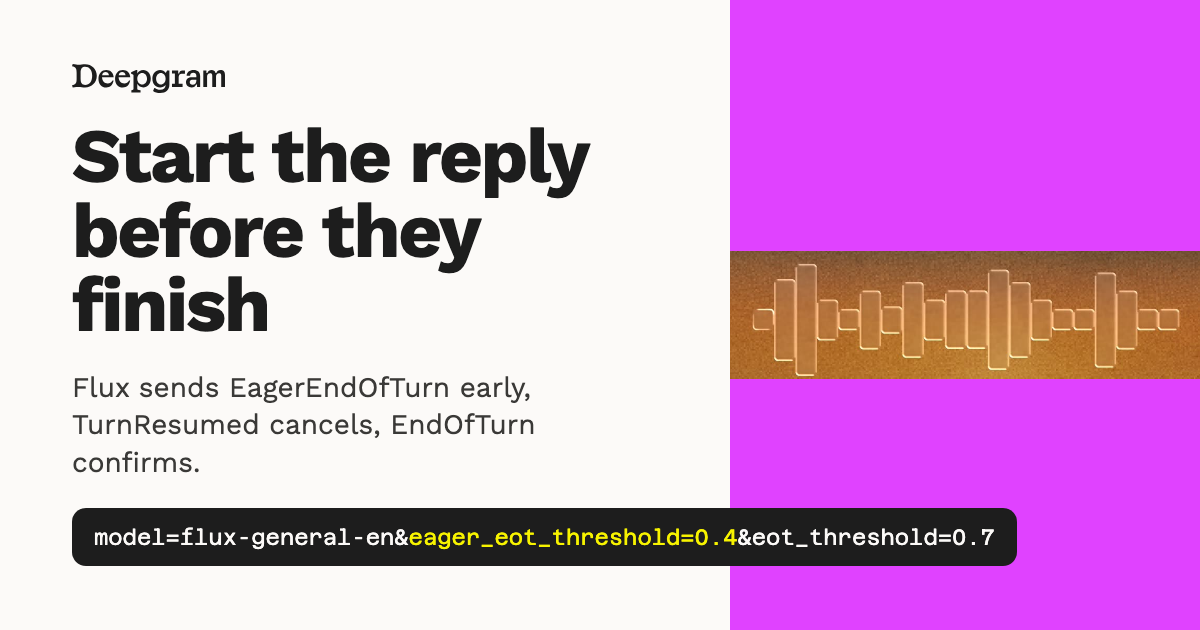 Deepgram
Start the reply
before they
finish
Flux sends EagerEndOfTurn early,
TurnResumed cancels, EndOfTurn
confirms.
model=flux-general-en&eager_eot_threshold=0.4&eot_threshold=0.7